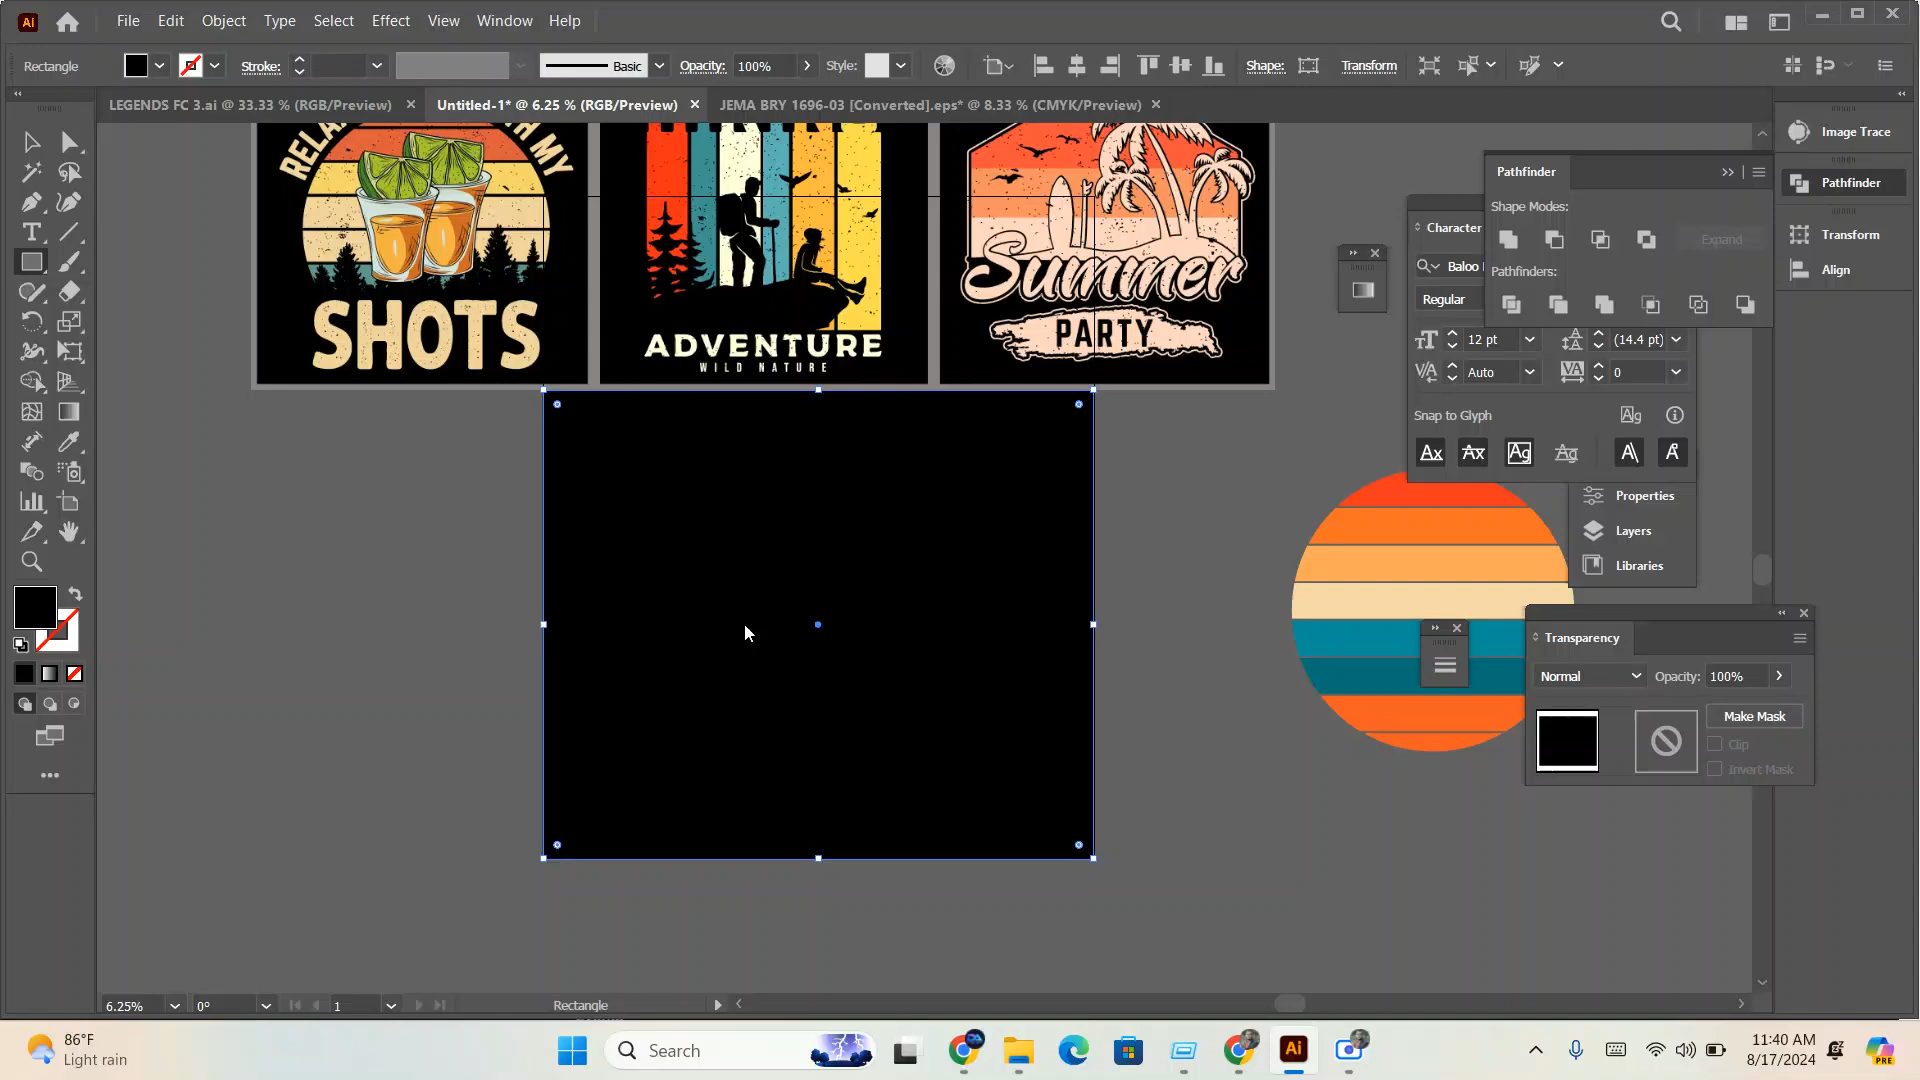 Ai File Edit Object Type Select Effect View Window Help
Rectangle Stroke: Basic Opacity: 100% Style: Shape: Transform
LEGENDS FC 3.ai @ 33.33 % (RGB/Preview) × Untitled-1* @ 6.25 % (RGB/Preview) × JEMA BRY 1696-03 [Converted].eps* @ 8.33 % (CMYK/Preview) ×
SHOTS
ADVENTURE
WILD NATURE
Summer
PARTY
Pathfinder
Shape Modes:
Expand
Pathfinders:
Character
Baloo
Regular
12 pt (14.4 pt)
Auto 0
Snap to Glyph
Image Trace
Pathfinder
Transform
Align
Properties
Layers
Libraries
Transparency
Normal Opacity: 100%
Make Mask
Clip
Invert Mask
6.25% 0° 1 Rectangle
86°F
Light rain
Search
Ai
11:40 AM
8/17/2024
PRE